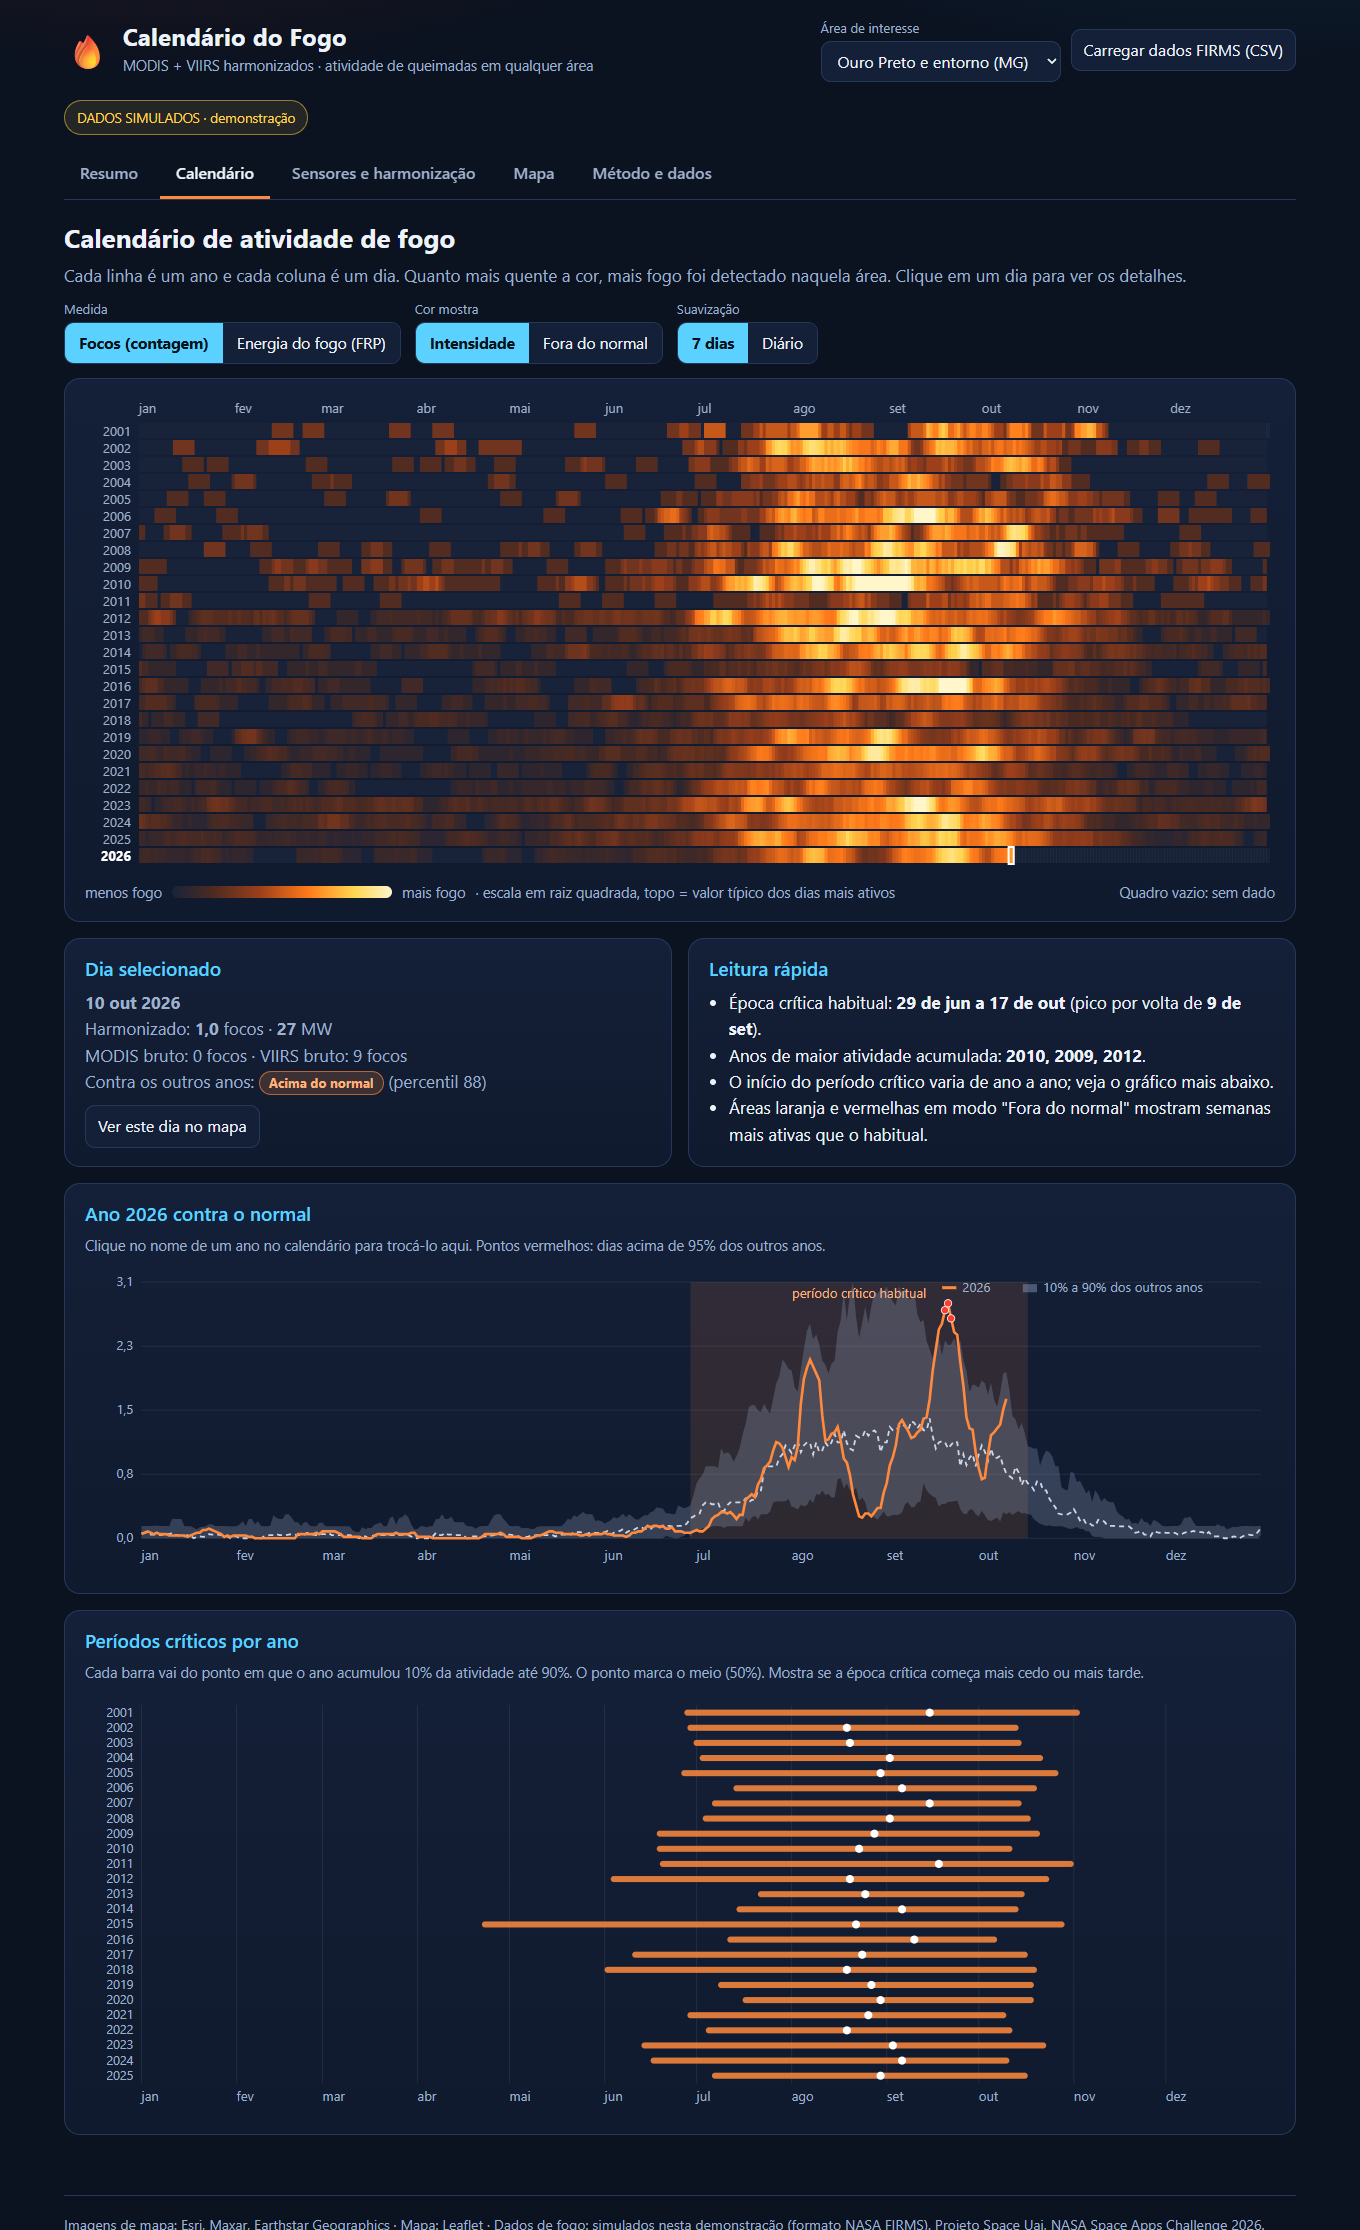 Calendário do Fogo
MODIS + VIIRS harmonizados · atividade de queimadas em qualquer área
Área de interesse
Ouro Preto e entorno (MG)
Carregar dados FIRMS (CSV)
DADOS SIMULADOS · demonstração
Resumo
Calendário
Sensores e harmonização
Mapa
Método e dados
Calendário de atividade de fogo
Cada linha é um ano e cada coluna é um dia. Quanto mais quente a cor, mais fogo foi detectado naquela área. Clique em um dia para ver os detalhes.
Medida
Cor mostra
Suavização
Focos (contagem)
Energia do fogo (FRP)
Intensidade
Fora do normal
7 dias
Diário
jan fev mar abr mai jun jul ago set out nov dez
2001
2002
2003
2004
2005
2006
2007
2008
2009
2010
2011
2012
2013
2014
2015
2016
2017
2018
2019
2020
2021
2022
2023
2024
2025
2026
menos fogo
mais fogo · escala em raiz quadrada, topo = valor típico dos dias mais ativos
Quadro vazio: sem dado
Dia selecionado
10 out 2026
Harmonizado: 1,0 focos · 27 MW
MODIS bruto: 0 focos · VIIRS bruto: 9 focos
Contra os outros anos: Acima do normal (percentil 88)
Ver este dia no mapa
Leitura rápida
• Época crítica habitual: 29 de jun a 17 de out (pico por volta de 9 de
set).
• Anos de maior atividade acumulada: 2010, 2009, 2012.
• O início do período crítico varia de ano a ano; veja o gráfico mais abaixo.
• Áreas laranja e vermelhas em modo "Fora do normal" mostram semanas
mais ativas que o habitual.
Ano 2026 contra o normal
Clique no nome de um ano no calendário para trocá-lo aqui. Pontos vermelhos: dias acima de 95% dos outros anos.
período crítico habitual
2026
10% a 90% dos outros anos
3,1
2,3
1,5
0,8
0,0
jan fev mar abr mai jun jul ago set out nov dez
Períodos críticos por ano
Cada barra vai do ponto em que o ano acumulou 10% da atividade até 90%. O ponto marca o meio (50%). Mostra se a época crítica começa mais cedo ou mais tarde.
2001
2002
2003
2004
2005
2006
2007
2008
2009
2010
2011
2012
2013
2014
2015
2016
2017
2018
2019
2020
2021
2022
2023
2024
2025
jan fev mar abr mai jun jul ago set out nov dez
Imagens de mapa: Esri, Maxar, Earthstar Geographics · Mapa: Leaflet · Dados de fogo: simulados nesta demonstração (formato NASA FIRMS). Projeto Space Uai, NASA Space Apps Challenge 2026.